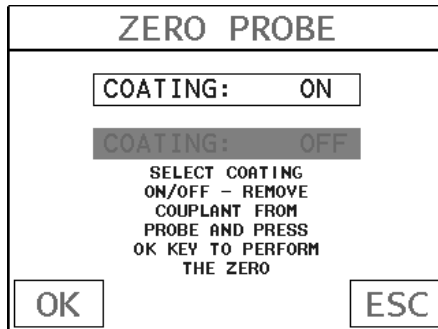 ZERO PROBE
COATING: ON
COATING: OFF
SELECT COATING
ON/OFF - REMOVE
COUPLANT FROM
PROBE AND PRESS
OK KEY TO PERFORM
THE ZERO
OK ESC